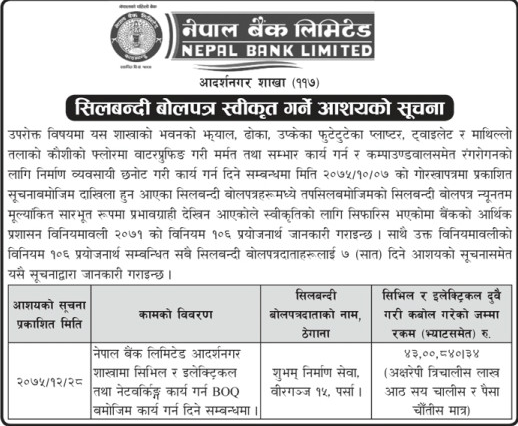 नेपाल बैंक लिमिटेड
NEPAL BANK LIMITED
आदर्शनगर शाखा (११७)
सिलबन्दी बोलपत्र स्वीकृत गर्ने आशयको सूचना
उपरोक्त विषयमा यस शाखाको भवनको झ्याल, ढोका, उप्केका फुटेटुटेका प्लाष्टर, ट्वाइलेट र माथिल्लो
तलाको कौशीको फ्लोरमा वाटरप्रुफिङ गरी मर्मत तथा सम्भार कार्य गर्न र कम्पाउण्डवालसमेत रंगरोगनको
लागि निर्माण व्यवसायी छनोट गरी कार्य गर्न दिने सम्बन्धमा मिति २०७५/१०/०७ को गोरखापत्रमा प्रकाशित
सूचनाबमोजिम दाखिला हुन आएका सिलबन्दी बोलपत्रहरूमध्ये तपसिलबमोजिमको सिलबन्दी बोलपत्र न्यूनतम
मूल्यांकित सारभूत रूपमा प्रभावग्राही देखिन आएकोले स्वीकृतिको लागि सिफारिस भएकोमा बैंकको आर्थिक
प्रशासन विनियमावली २०७१ को विनियम १०६ प्रयोजनार्थ जानकारी गराइन्छ । साथै उक्त विनियमावलीको
विनियम १०६ प्रयोजनार्थ सम्बन्धित सबै सिलबन्दी बोलपत्रदाताहरूलाई ७ (सात) दिने आशयको सूचनासमेत
यसै सूचनाद्वारा जानकारी गराइन्छ ।
आशयको सूचना
प्रकाशित मिति
कामको विवरण
सिलबन्दी
बोलपत्रदाताको नाम,
ठेगाना
सिभिल र इलेक्ट्रिकल दुवै
गरी कबोल गरेको जम्मा
रकम (भ्याटसमेत) रु.
२०७५/१२/२८
नेपाल बैंक लिमिटेड आदर्शनगर
शाखामा सिभिल र इलेक्ट्रिकल
तथा नेटवर्किङ्ग कार्य गर्न BOQ
बमोजिम कार्य गर्न दिने सम्बन्धमा ।
शुभम् निर्माण सेवा,
वीरगञ्ज १५, पर्सा ।
४३,००,८४०।३४
(अक्षरेपी त्रिचालीस लाख
आठ सय चालीस र पैसा
चौंतीस मात्र)